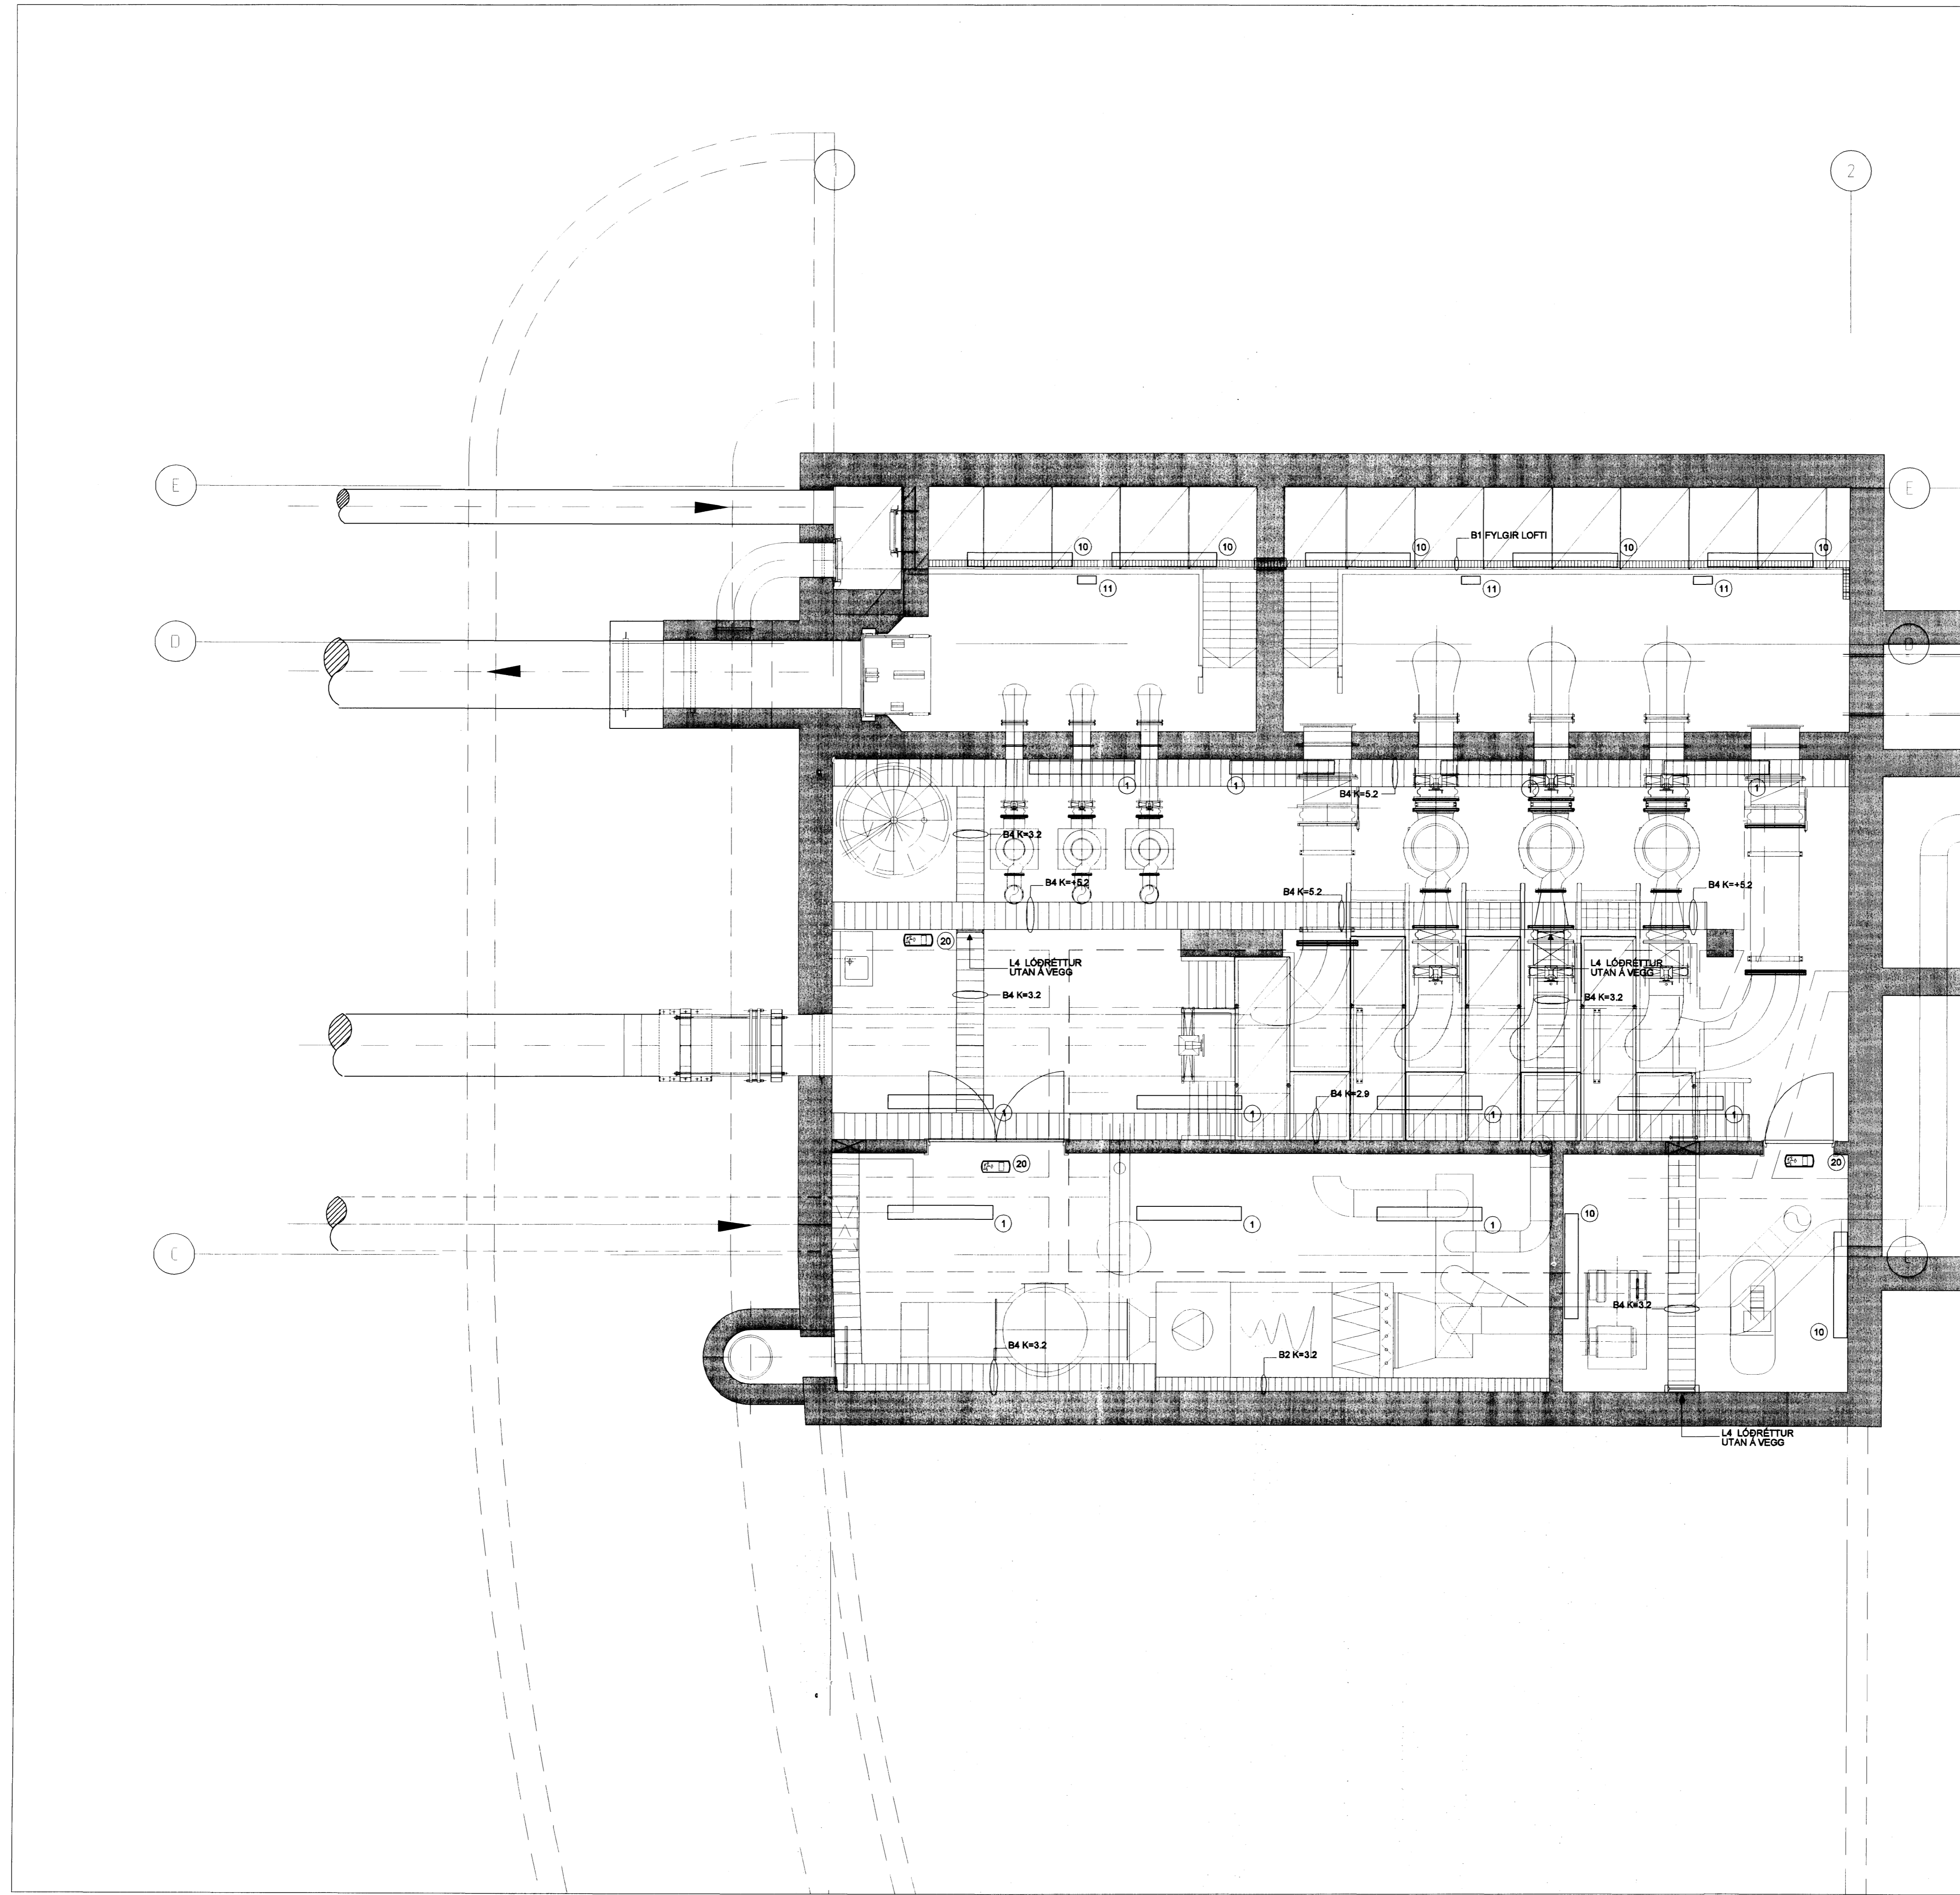 2
E
E
10
10
B1 FYLGIR LOFTI
10
10
10
11
11
11
D
D
1
1
1
1
B4 K=5.2
B4 K=3.2
B4 K=+5.2
B4 K=5.2
B4 K=+5.2
20
L4 LÓÐRÉTTUR
UTAN Á VEGG
L4 LÓÐRÉTTUR
UTAN Á VEGG
B4 K=3.2
B4 K=3.2
B4 K=2.9
1
1
1
1
20
20
1
1
1
10
C
C
B4 K=3.2
10
B4 K=3.2
B2 K=3.2
L4 LÓÐRÉTTUR
UTAN Á VEGG